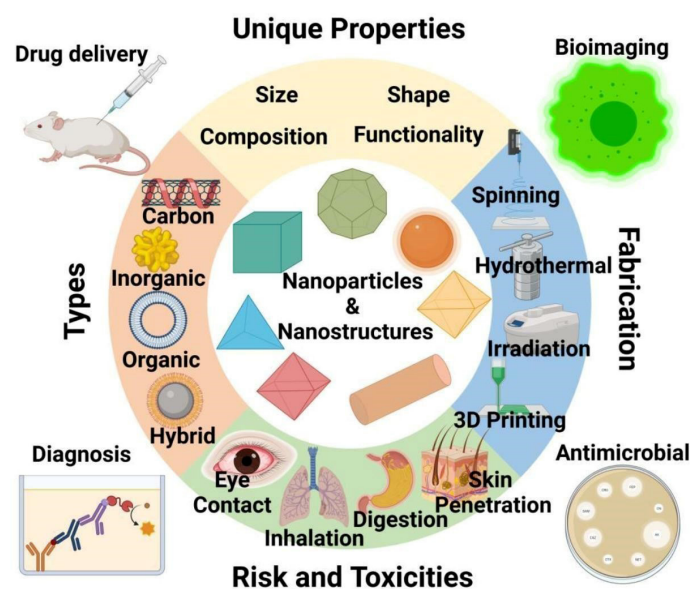 Unique Properties
Drug delivery
Bioimaging
Size
Shape
Composition
Functionality
Spinning
Carbon
Hydrothermal
Inorganic
Nanoparticles
&
Nanostructures
Types
Fabrication
Organic
Irradiation
Hybrid
3D Printing
Diagnosis
Antimicrobial
Eye
Contact
Skin
Penetration
Digestion
Inhalation
Risk and Toxicities